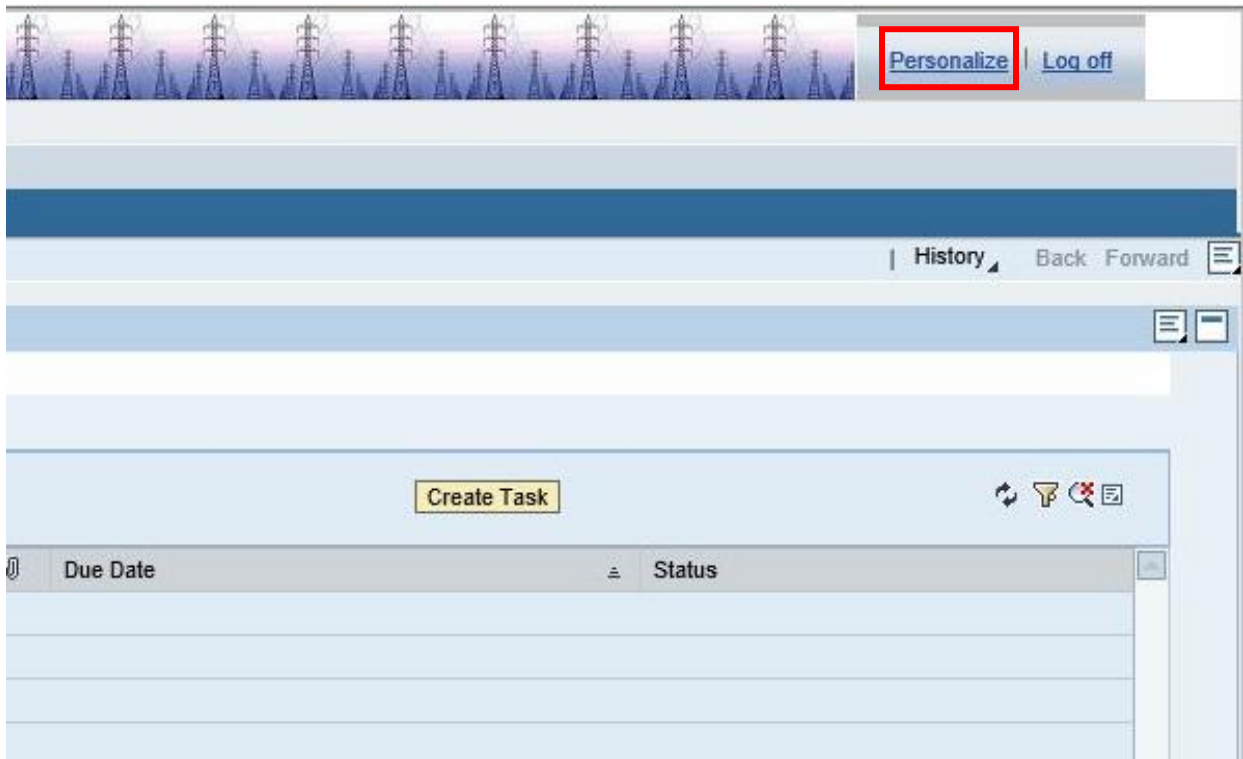 Personalize | Log off
| History Back Forward
Create Task
Due Date Status